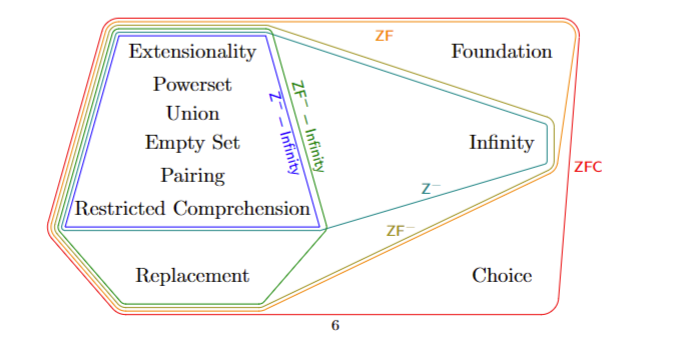 ZF
Extensionality
Foundation
Powerset
Union
Empty Set
Pairing
Restricted Comprehension
Z⁻ − Infinity
ZF⁻ − Infinity
Infinity
ZFC
Z⁻
ZF⁻
Replacement
Choice
6